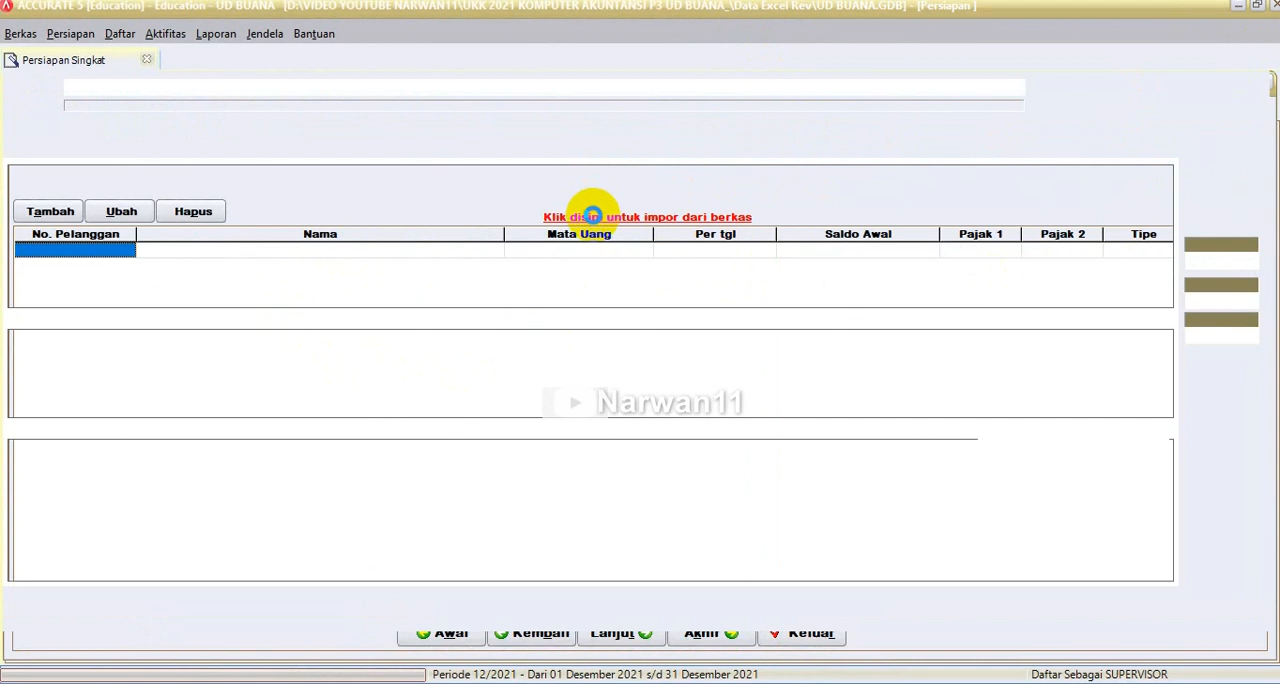 ACCURATE 5 [Education] - Education - UD BUANA [D:\VIDEO YOUTUBE NARWAN11\UKK 2021 KOMPUTER AKUNTANSI P3 UD BUANA_\Data Excel Rev\UD BUANA.GDB] - [Persiapan ]
Berkas Persiapan Daftar Aktifitas Laporan Jendela Bantuan
Persiapan Singkat
Tambah Ubah Hapus
Klik disini untuk impor dari berkas
No. Pelanggan Nama Mata Uang Per tgl Saldo Awal Pajak 1 Pajak 2 Tipe
Narwan11
Awal Kembali Lanjut Akhir Keluar
Periode 12/2021 - Dari 01 Desember 2021 s/d 31 Desember 2021 Daftar Sebagai SUPERVISOR